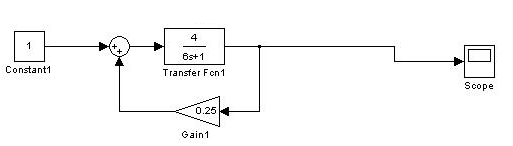 1
Constant1
+
+
4
6s+1
Transfer Fcn1
0.25
Gain1
Scope